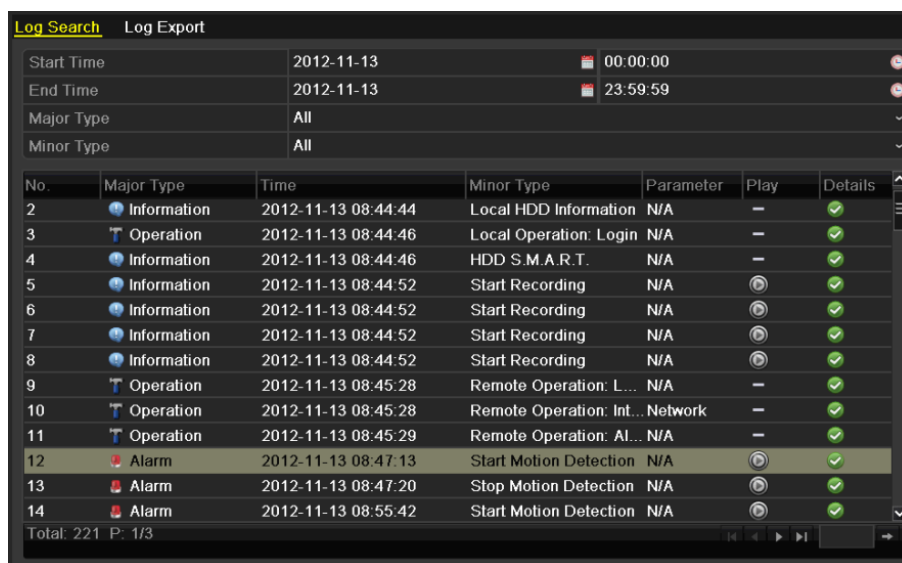 Log Search Log Export
Start Time 2012-11-13 00:00:00
End Time 2012-11-13 23:59:59
Major Type All
Minor Type All
No. Major Type Time Minor Type Parameter Play Details
2 Information 2012-11-13 08:44:44 Local HDD Information N/A –
3 Operation 2012-11-13 08:44:46 Local Operation: Login N/A –
4 Information 2012-11-13 08:44:46 HDD S.M.A.R.T. N/A –
5 Information 2012-11-13 08:44:52 Start Recording N/A
6 Information 2012-11-13 08:44:52 Start Recording N/A
7 Information 2012-11-13 08:44:52 Start Recording N/A
8 Information 2012-11-13 08:44:52 Start Recording N/A
9 Operation 2012-11-13 08:45:28 Remote Operation: L... N/A –
10 Operation 2012-11-13 08:45:28 Remote Operation: Int... Network –
11 Operation 2012-11-13 08:45:29 Remote Operation: Al... N/A –
12 Alarm 2012-11-13 08:47:13 Start Motion Detection N/A
13 Alarm 2012-11-13 08:47:20 Stop Motion Detection N/A
14 Alarm 2012-11-13 08:55:42 Start Motion Detection N/A
Total: 221 P: 1/3